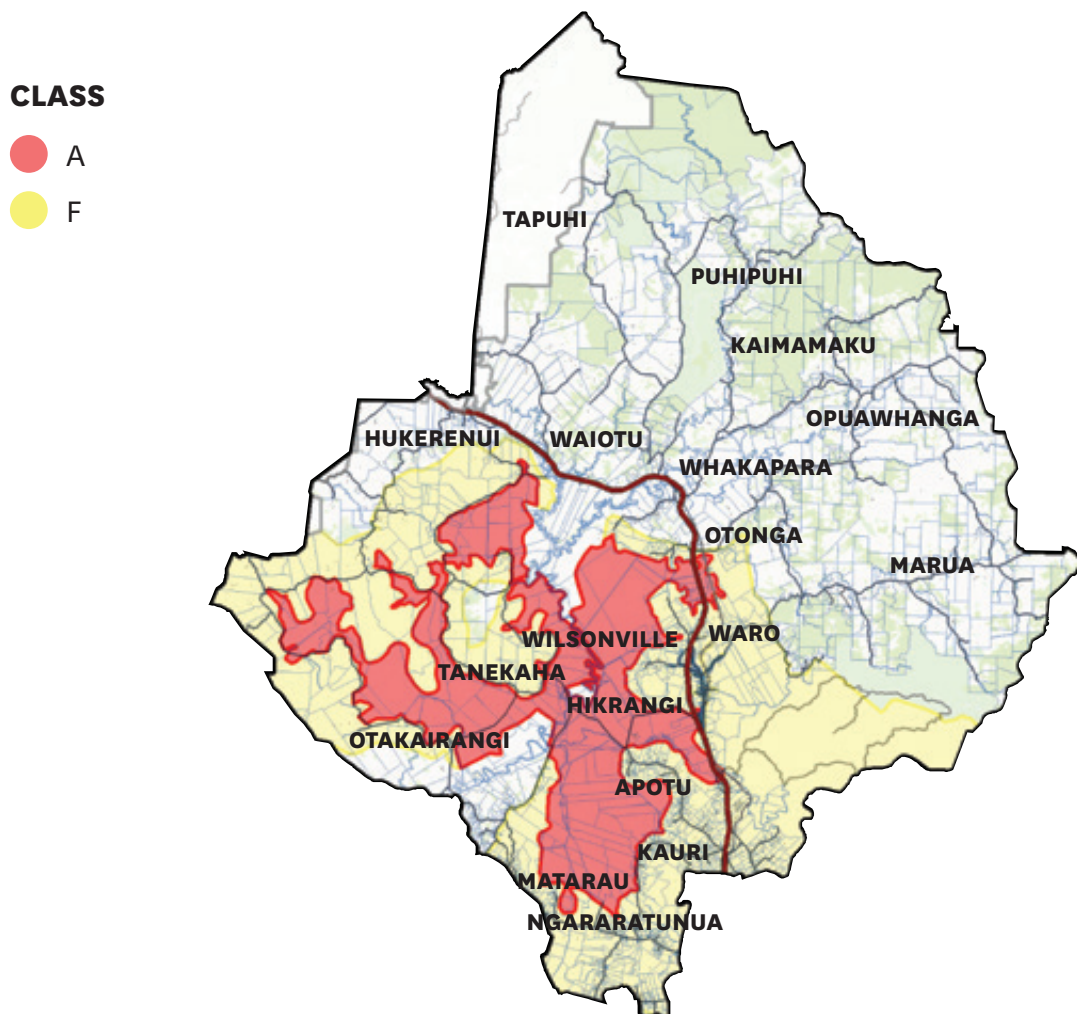 CLASS
A
F
TAPUHI
PUHIPUHI
KAIMAMAKU
OPUAWHANGA
HUKERENUI
WAIOTU
WHAKAPARA
OTONGA
MARUA
WILSONVILLE
WARO
TANEKAHA
HIKRANGI
OTAKAIRANGI
APOTU
KAURI
MATARAU
NGARARATUNUA